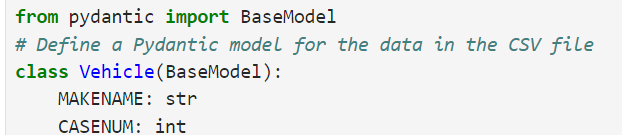 from pydantic import BaseModel
# Define a Pydantic model for the data in the CSV file
class Vehicle(BaseModel):
    MAKENAME: str
    CASENUM: int